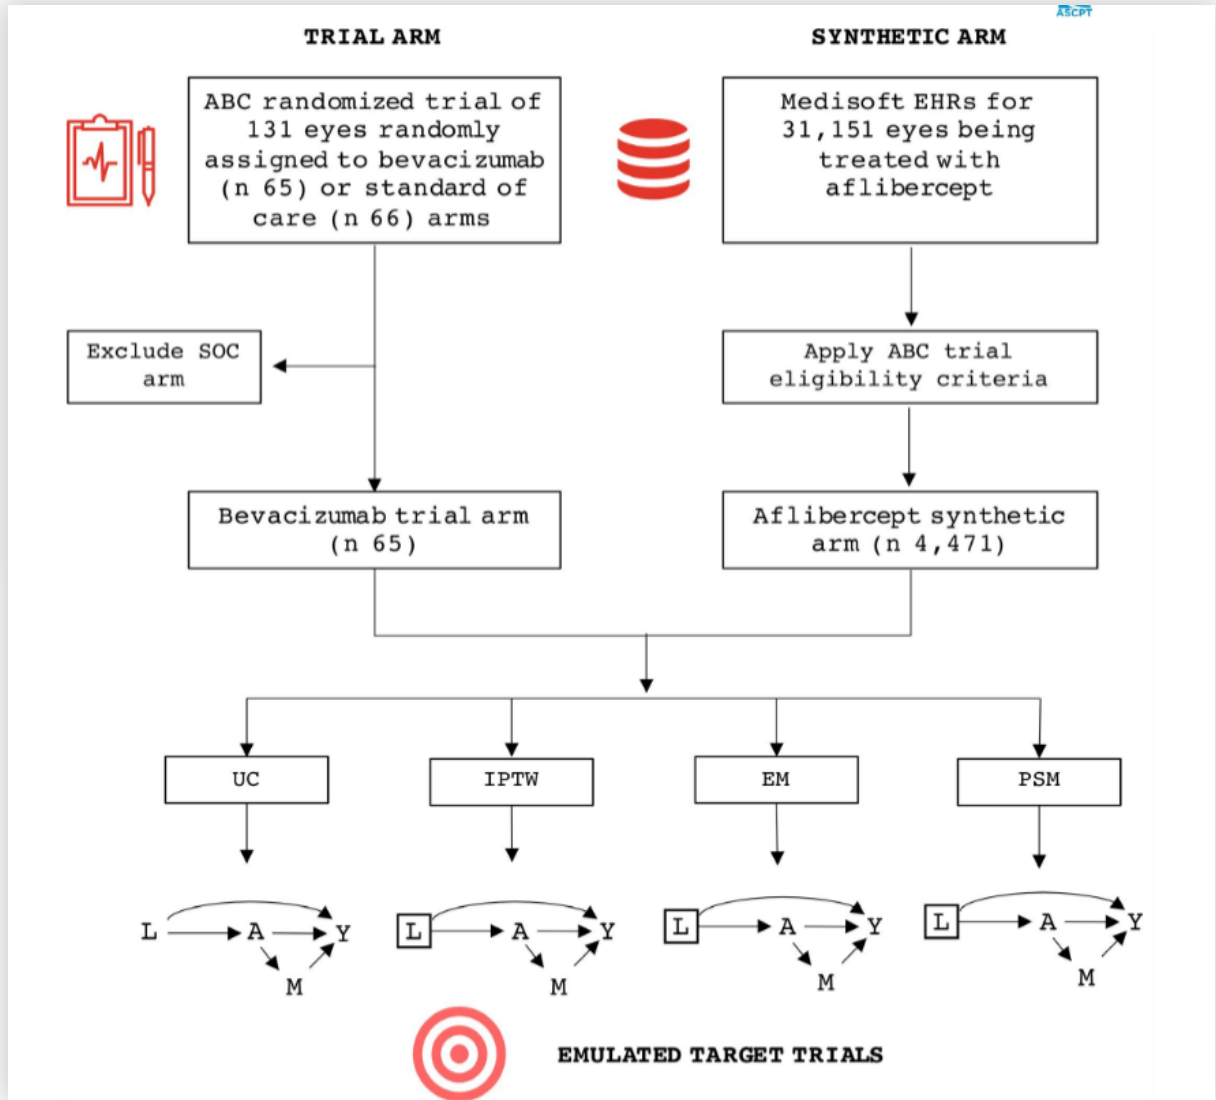 ASCPT
TRIAL ARM
SYNTHETIC ARM
ABC randomized trial of
131 eyes randomly
assigned to bevacizumab
(n 65) or standard of
care (n 66) arms
Medisoft EHRs for
31,151 eyes being
treated with
aflibercept
Exclude SOC
arm
Apply ABC trial
eligibility criteria
Bevacizumab trial arm
(n 65)
Aflibercept synthetic
arm (n 4,471)
UC
IPTW
EM
PSM
L A Y
M
L A Y
M
L A Y
M
L A Y
M
EMULATED TARGET TRIALS